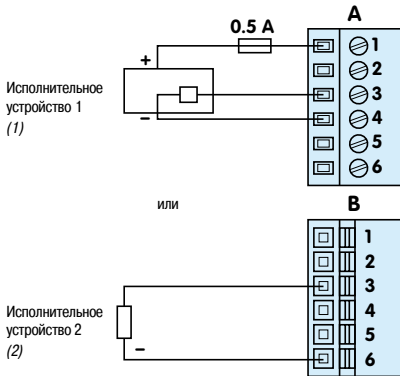 A
0.5 A
1
+
2
Исполнительное
устройство 1
(1)
3
4
–
5
6
или
B
1
2
3
Исполнительное
устройство 2
(2)
4
5
–
6